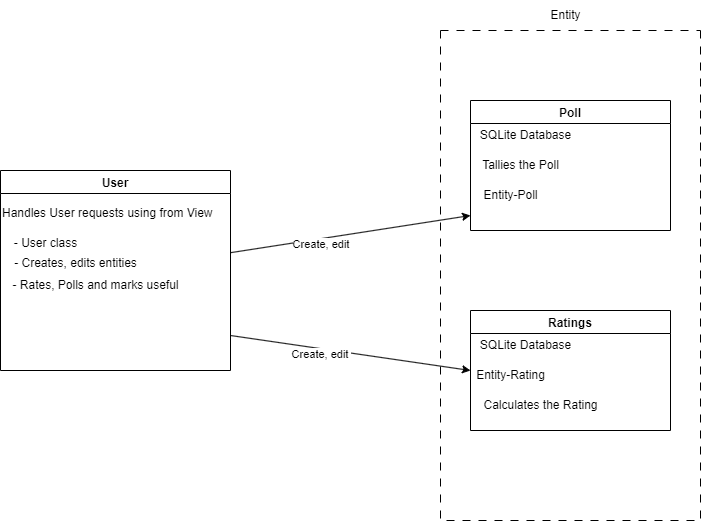 Entity
Poll
SQLite Database
Tallies the Poll
Entity-Poll
User
Handles User requests using from View
- User class
- Creates, edits entities
- Rates, Polls and marks useful
Create, edit
Create, edit
Ratings
SQLite Database
Entity-Rating
Calculates the Rating